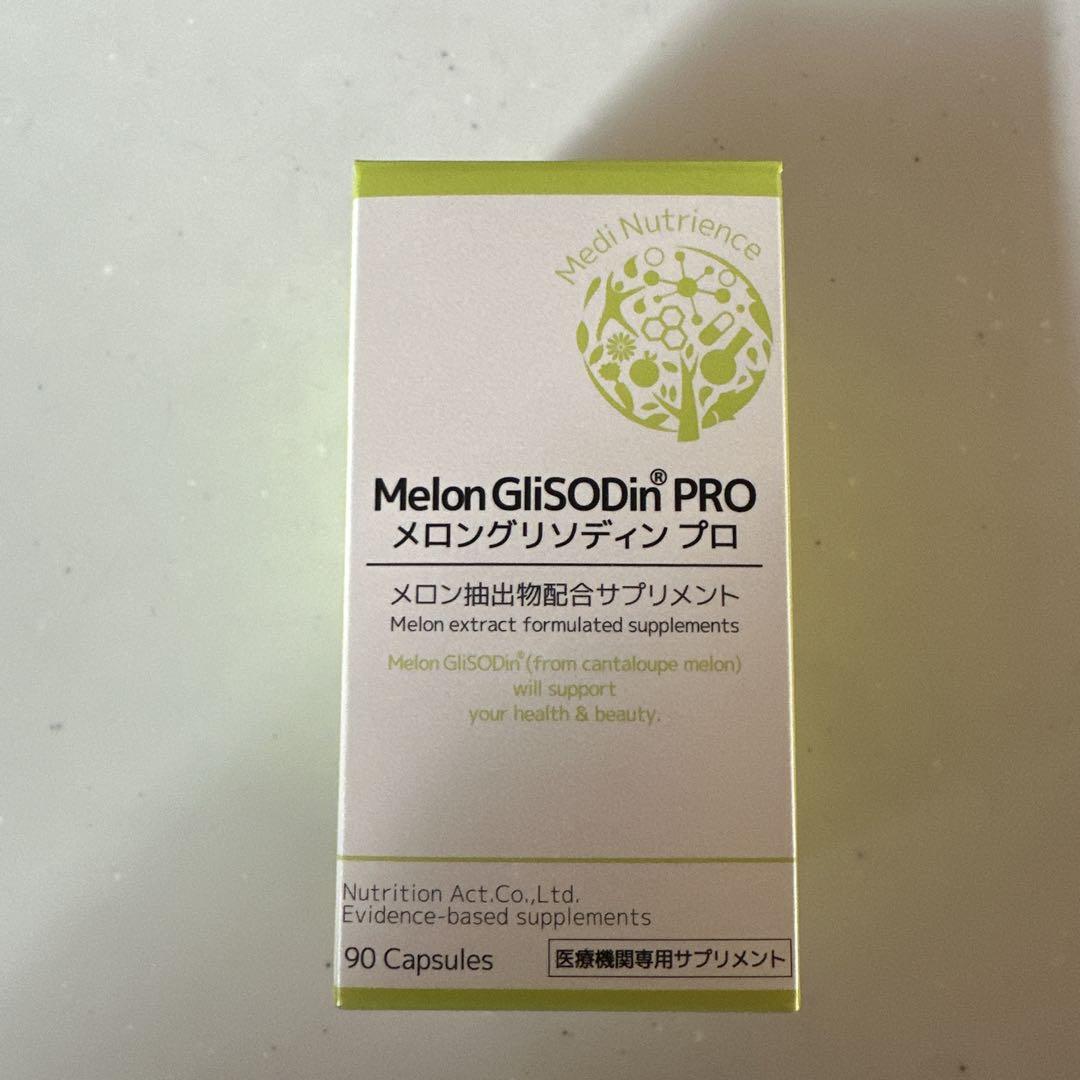 Medi Nutrience
Melon GliSODin® PRO
メロングリソディン プロ
メロン抽出物配合サプリメント
Melon extract formulated supplements
Melon GliSODin®(from cantaloupe melon)
will support
your health & beauty.
Nutrition Act.Co.,Ltd.
Evidence-based supplements
90 Capsules
医療機関専用サプリメント